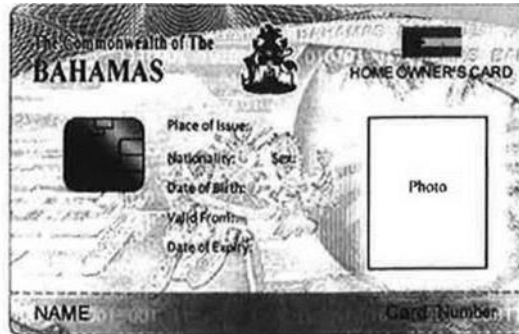 The Commonwealth of The
BAHAMAS
BAHAMAS
HOME OWNER'S CARD
Place of Issue:
Nationality: Sex:
Date of Birth:
Valid From:
Date of Expiry:
Photo
NAME
Card Number